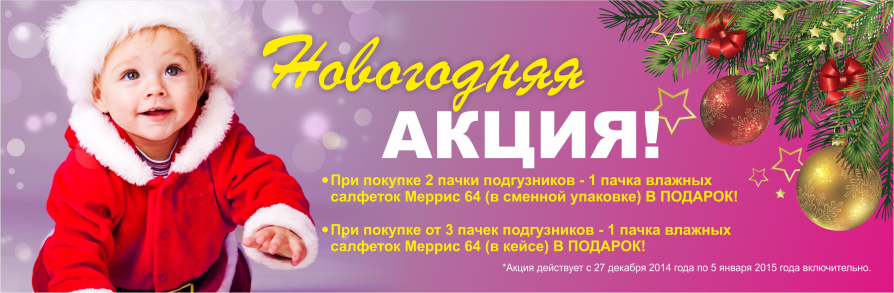 Новогодняя
АКЦИЯ!
•При покупке 2 пачки подгузников - 1 пачка влажных
салфеток Меррис 64 (в сменной упаковке) В ПОДАРОК!
•При покупке от 3 пачек подгузников - 1 пачка влажных
салфеток Меррис 64 (в кейсе) В ПОДАРОК!
*Акция действует с 27 декабря 2014 года по 5 января 2015 года включительно.